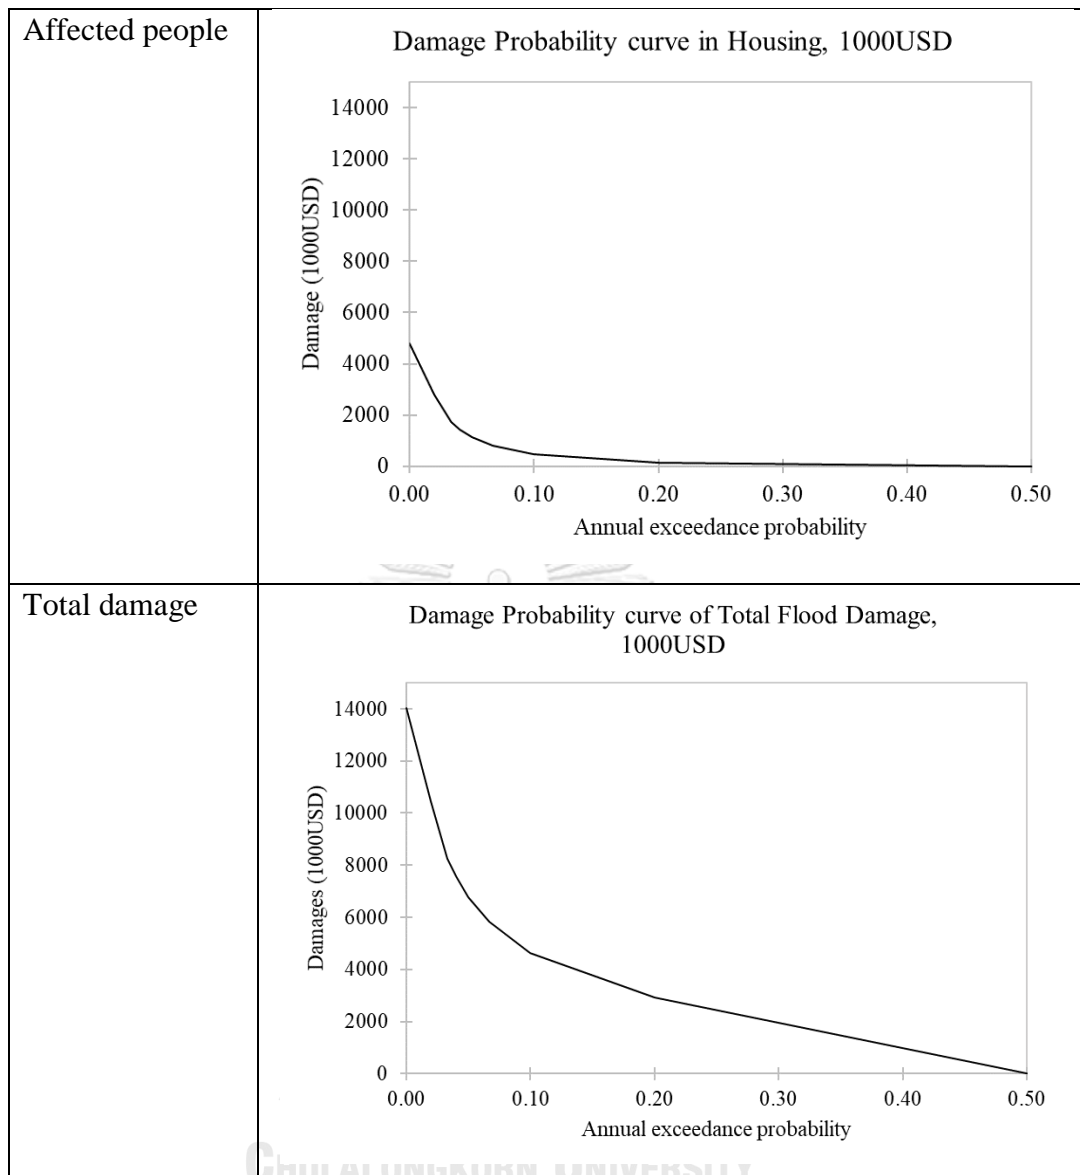 Affected people
Damage Probability curve in Housing, 1000USD
14000
12000
10000
8000
6000
4000
2000
0
Damage (1000USD)
0.00 0.10 0.20 0.30 0.40 0.50
Annual exceedance probability
Total damage
Damage Probability curve of Total Flood Damage,
1000USD
14000
12000
10000
8000
6000
4000
2000
0
Damages (1000USD)
0.00 0.10 0.20 0.30 0.40 0.50
Annual exceedance probability
CHULALONGKORN UNIVERSITY